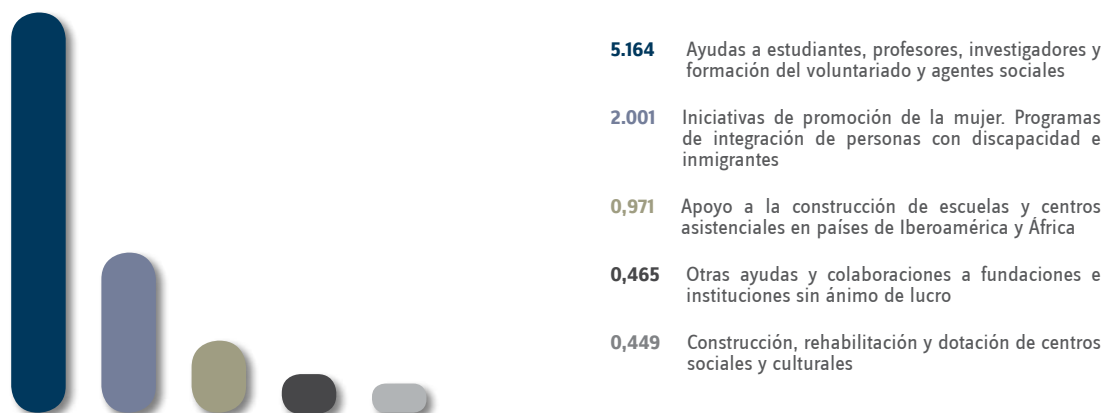 5.164 Ayudas a estudiantes, profesores, investigadores y
formación del voluntariado y agentes sociales
2.001 Iniciativas de promoción de la mujer. Programas
de integración de personas con discapacidad e
inmigrantes
0,971 Apoyo a la construcción de escuelas y centros
asistenciales en países de Iberoamérica y África
0,465 Otras ayudas y colaboraciones a fundaciones e
instituciones sin ánimo de lucro
0,449 Construcción, rehabilitación y dotación de centros
sociales y culturales